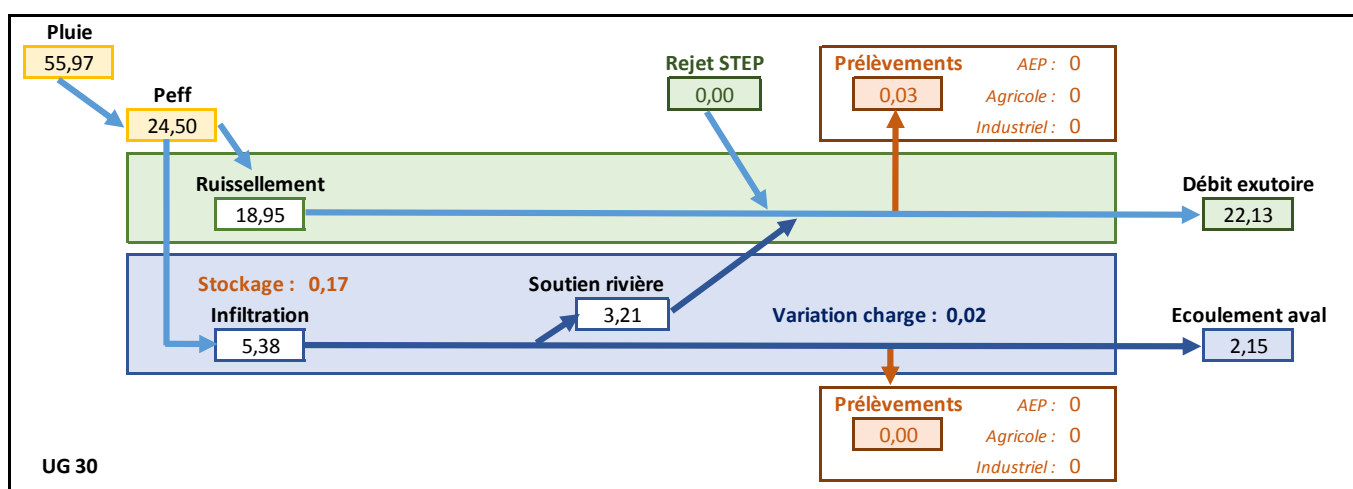 Pluie
55,97
Peff
24,50
Rejet STEP
0,00
Prélèvements
0,03
AEP : 0
Agricole : 0
Industriel : 0
Ruissellement
18,95
Débit exutoire
22,13
Stockage : 0,17
Infiltration
5,38
Soutien rivière
3,21
Variation charge : 0,02
Ecoulement aval
2,15
Prélèvements
0,00
AEP : 0
Agricole : 0
Industriel : 0
UG 30